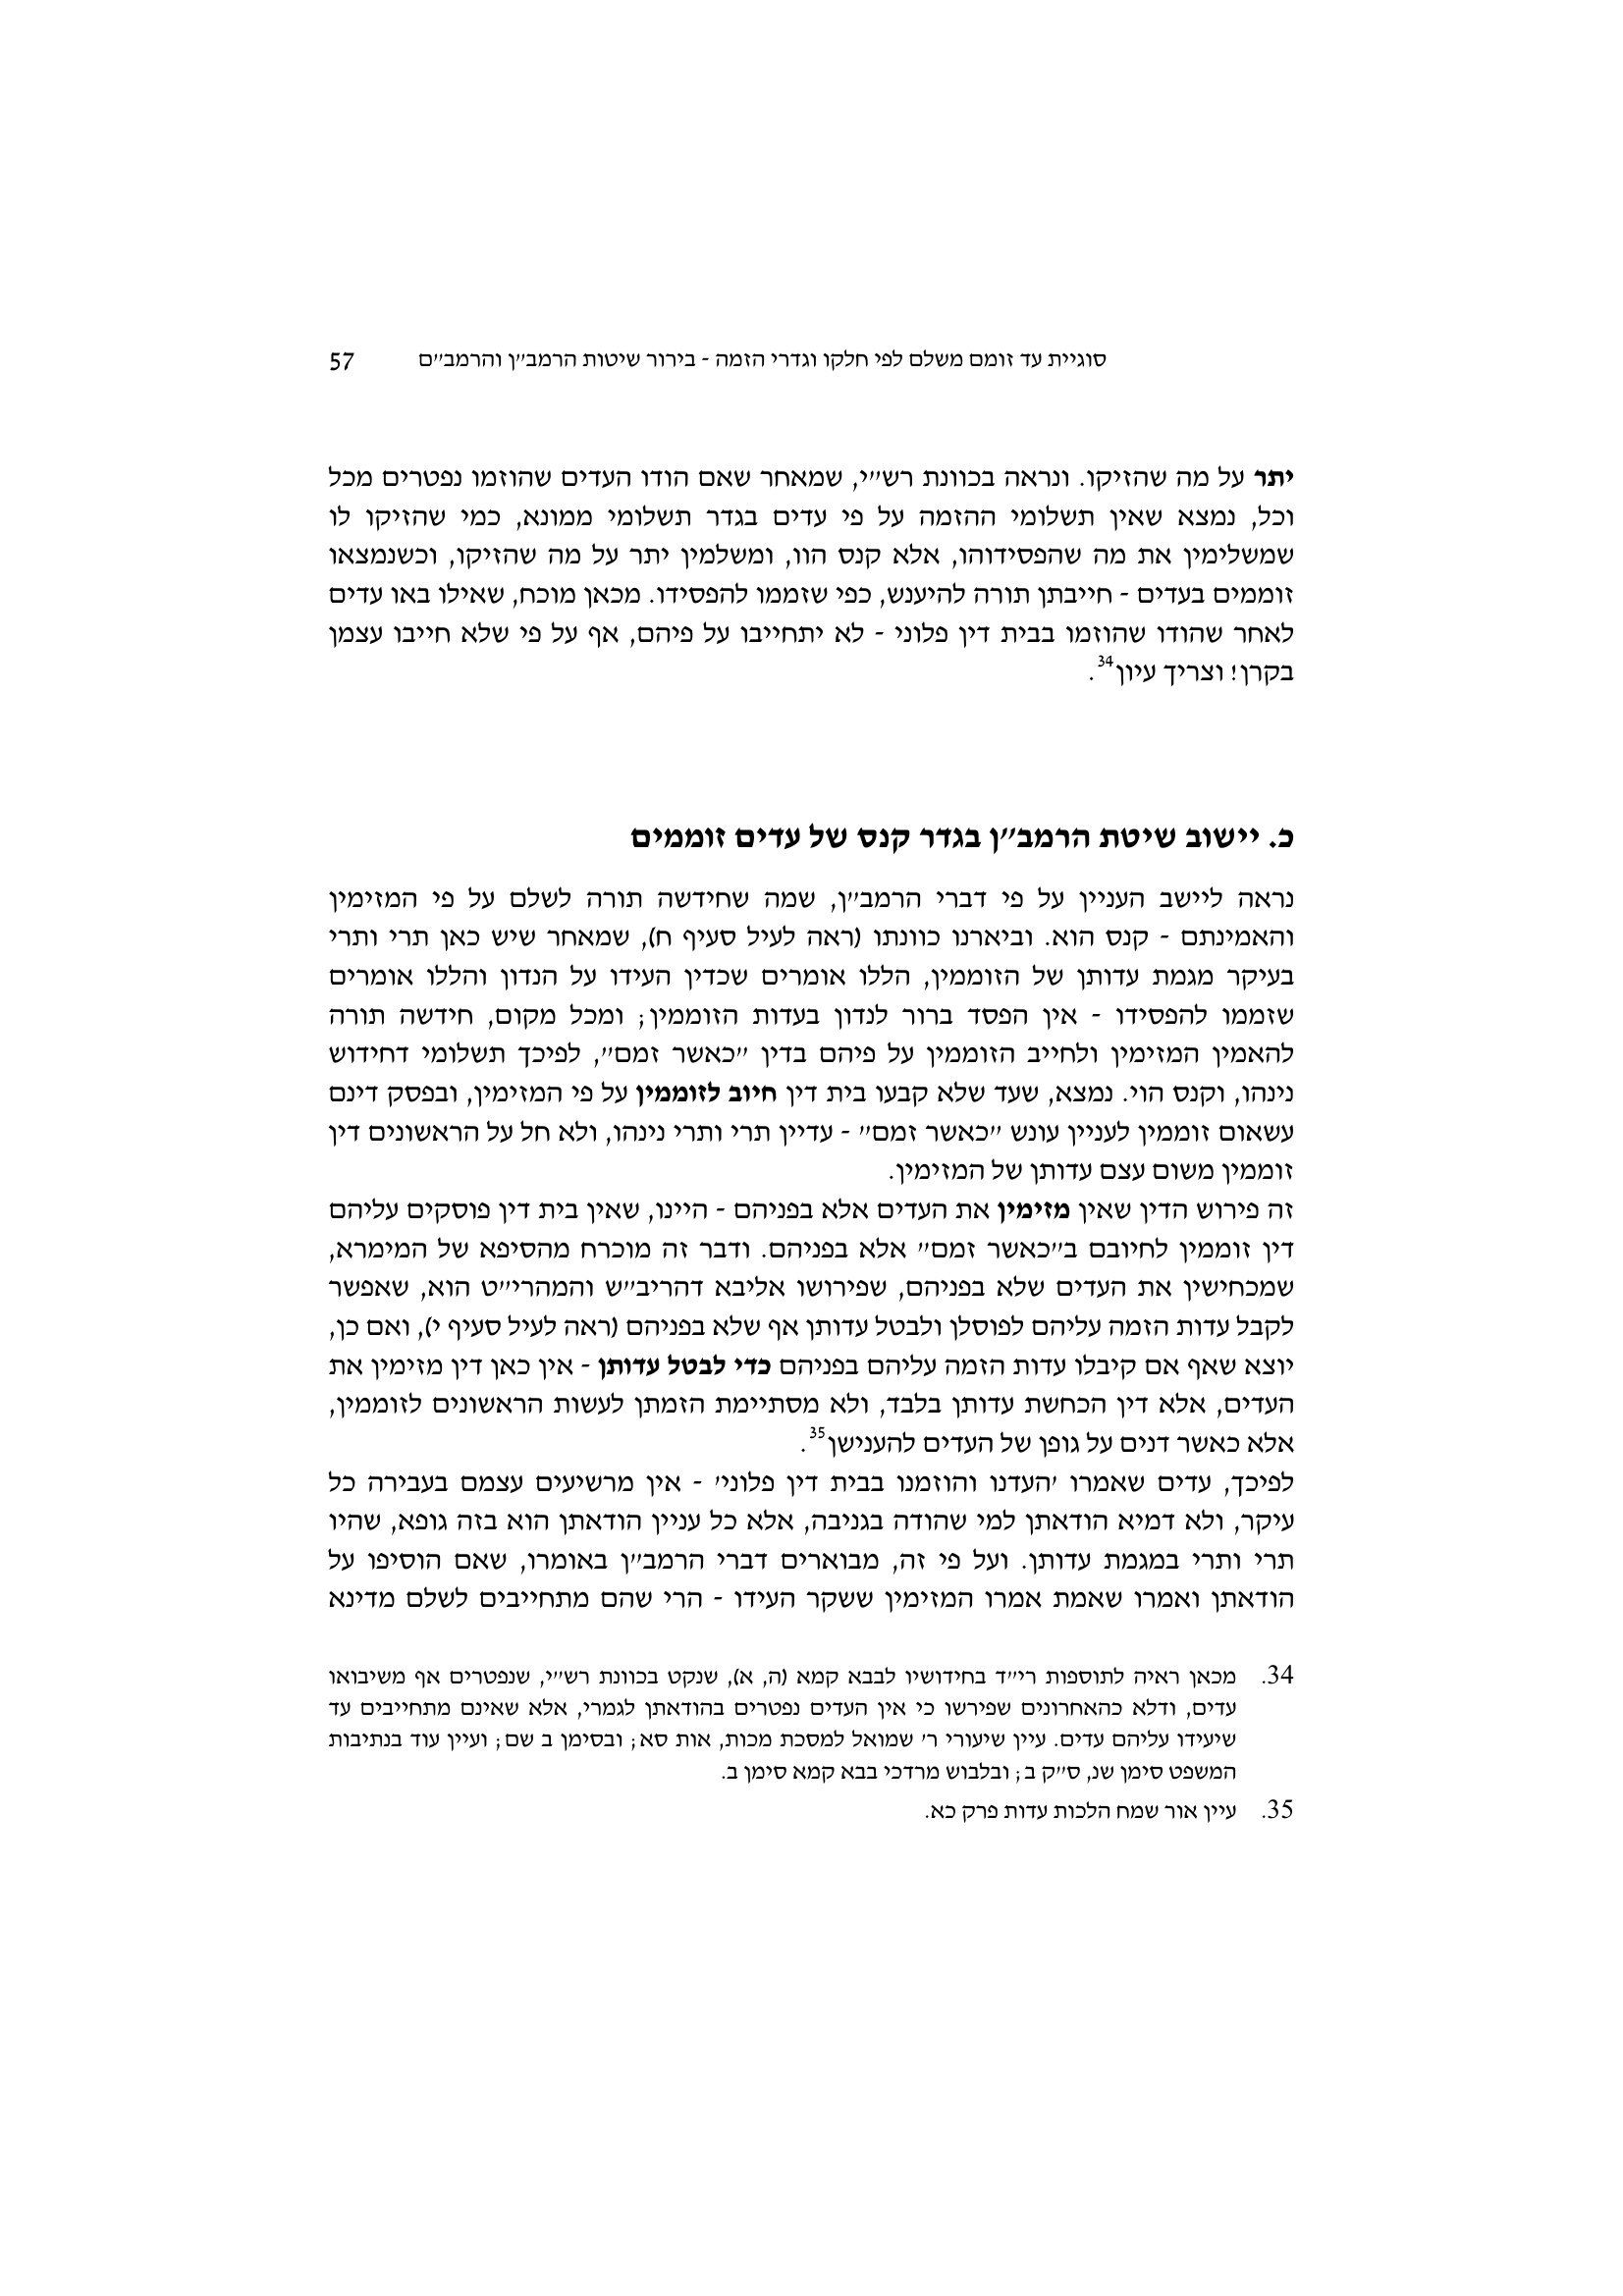 סוגיית עד זומם משלם לפי חלקו וגדרי הזמה - בירור שיטות הרמב"ן והרמב"ם 57
יתר על מה שהזיקו. ונראה בכוונת רש"י, שמאחר שאם הודו העדים שהוזמו נפטרים מכל
וכל, נמצא שאין תשלומי ההזמה על פי עדים בגדר תשלומי ממונא, כמי שהזיקו לו
שמשלימין את מה שהפסידוהו, אלא קנס הוו, ומשלמין יתר על מה שהזיקו, וכשנמצאו
זוממים בעדים - חייבתן תורה להיענש, כפי שזממו להפסידו. מכאן מוכח, שאילו באו עדים
לאחר שהודו שהוזמו בבית דין פלוני - לא יתחייבו על פיהם, אף על פי שלא חייבו עצמן
בקרן! וצריך עיון34.
כ. יישוב שיטת הרמב"ן בגדר קנס של עדים זוממים
נראה ליישב העניין על פי דברי הרמב"ן, שמה שחידשה תורה לשלם על פי המזימין
והאמינתם - קנס הוא. וביארנו כוונתו (ראה לעיל סעיף ח), שמאחר שיש כאן תרי ותרי
בעיקר מגמת עדותן של הזוממין, הללו אומרים שכדין העידו על הנדון והללו אומרים
שזממו להפסידו - אין הפסד ברור לנדון בעדות הזוממין; ומכל מקום, חידשה תורה
להאמין המזימין ולחייב הזוממין על פיהם בדין "כאשר זמם", לפיכך תשלומי דחידוש
נינהו, וקנס הוי. נמצא, שעד שלא קבעו בית דין חיוב לזוממין על פי המזימין, ובפסק דינם
עשאום זוממין לעניין עונש "כאשר זמם" - עדיין תרי ותרי נינהו, ולא חל על הראשונים דין
זוממין משום עצם עדותן של המזימין.
זה פירוש הדין שאין מזימין את העדים אלא בפניהם - היינו, שאין בית דין פוסקים עליהם
דין זוממין לחיובם ב"כאשר זמם" אלא בפניהם. ודבר זה מוכרח מהסיפא של המימרא,
שמכחישין את העדים שלא בפניהם, שפירושו אליבא דהריב"ש והמהרי"ט הוא, שאפשר
לקבל עדות הזמה עליהם לפוסלן ולבטל עדותן אף שלא בפניהם (ראה לעיל סעיף י), ואם כן,
יוצא שאף אם קיבלו עדות הזמה עליהם בפניהם כדי לבטל עדותן - אין כאן דין מזימין את
העדים, אלא דין הכחשת עדותן בלבד, ולא מסתיימת הזמתן לעשות הראשונים לזוממין,
אלא כאשר דנים על גופן של העדים להענישן35.
לפיכך, עדים שאמרו 'העדנו והוזמנו בבית דין פלוני' - אין מרשיעים עצמם בעבירה כל
עיקר, ולא דמיא הודאתן למי שהודה בגניבה, אלא כל עניין הודאתן הוא בזה גופא, שהיו
תרי ותרי במגמת עדותן. ועל פי זה, מבוארים דברי הרמב"ן באומרו, שאם הוסיפו על
הודאתן ואמרו שאמת אמרו המזימין ששקר העידו - הרי שהם מתחייבים לשלם מדינא
34. מכאן ראיה לתוספות רי"ד בחידושיו לבבא קמא (ה, א), שנקט בכוונת רש"י, שנפטרים אף משיבואו
עדים, ודלא כהאחרונים שפירשו כי אין העדים נפטרים בהודאתן לגמרי, אלא שאינם מתחייבים עד
שיעידו עליהם עדים. עיין שיעורי ר' שמואל למסכת מכות, אות סא; ובסימן ב שם; ועיין עוד בנתיבות
המשפט סימן שנ, ס"ק ב; ובלבוש מרדכי בבא קמא סימן ב.
35. עיין אור שמח הלכות עדות פרק כא.